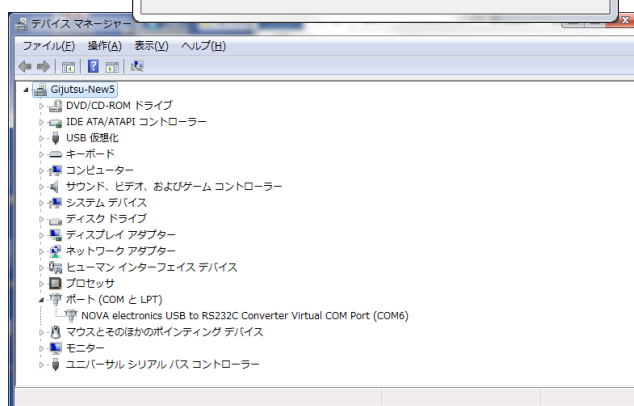 デバイス マネージャー
ファイル(F) 操作(A) 表示(V) ヘルプ(H)
Gijutsu-New5
DVD/CD-ROM ドライブ
IDE ATA/ATAPI コントローラー
USB 仮想化
キーボード
コンピューター
サウンド、ビデオ、およびゲーム コントローラー
システム デバイス
ディスク ドライブ
ディスプレイ アダプター
ネットワーク アダプター
ヒューマン インターフェイス デバイス
プロセッサ
ポート (COM と LPT)
NOVA electronics USB to RS232C Converter Virtual COM Port (COM6)
マウスとそのほかのポインティング デバイス
モニター
ユニバーサル シリアル バス コントローラー